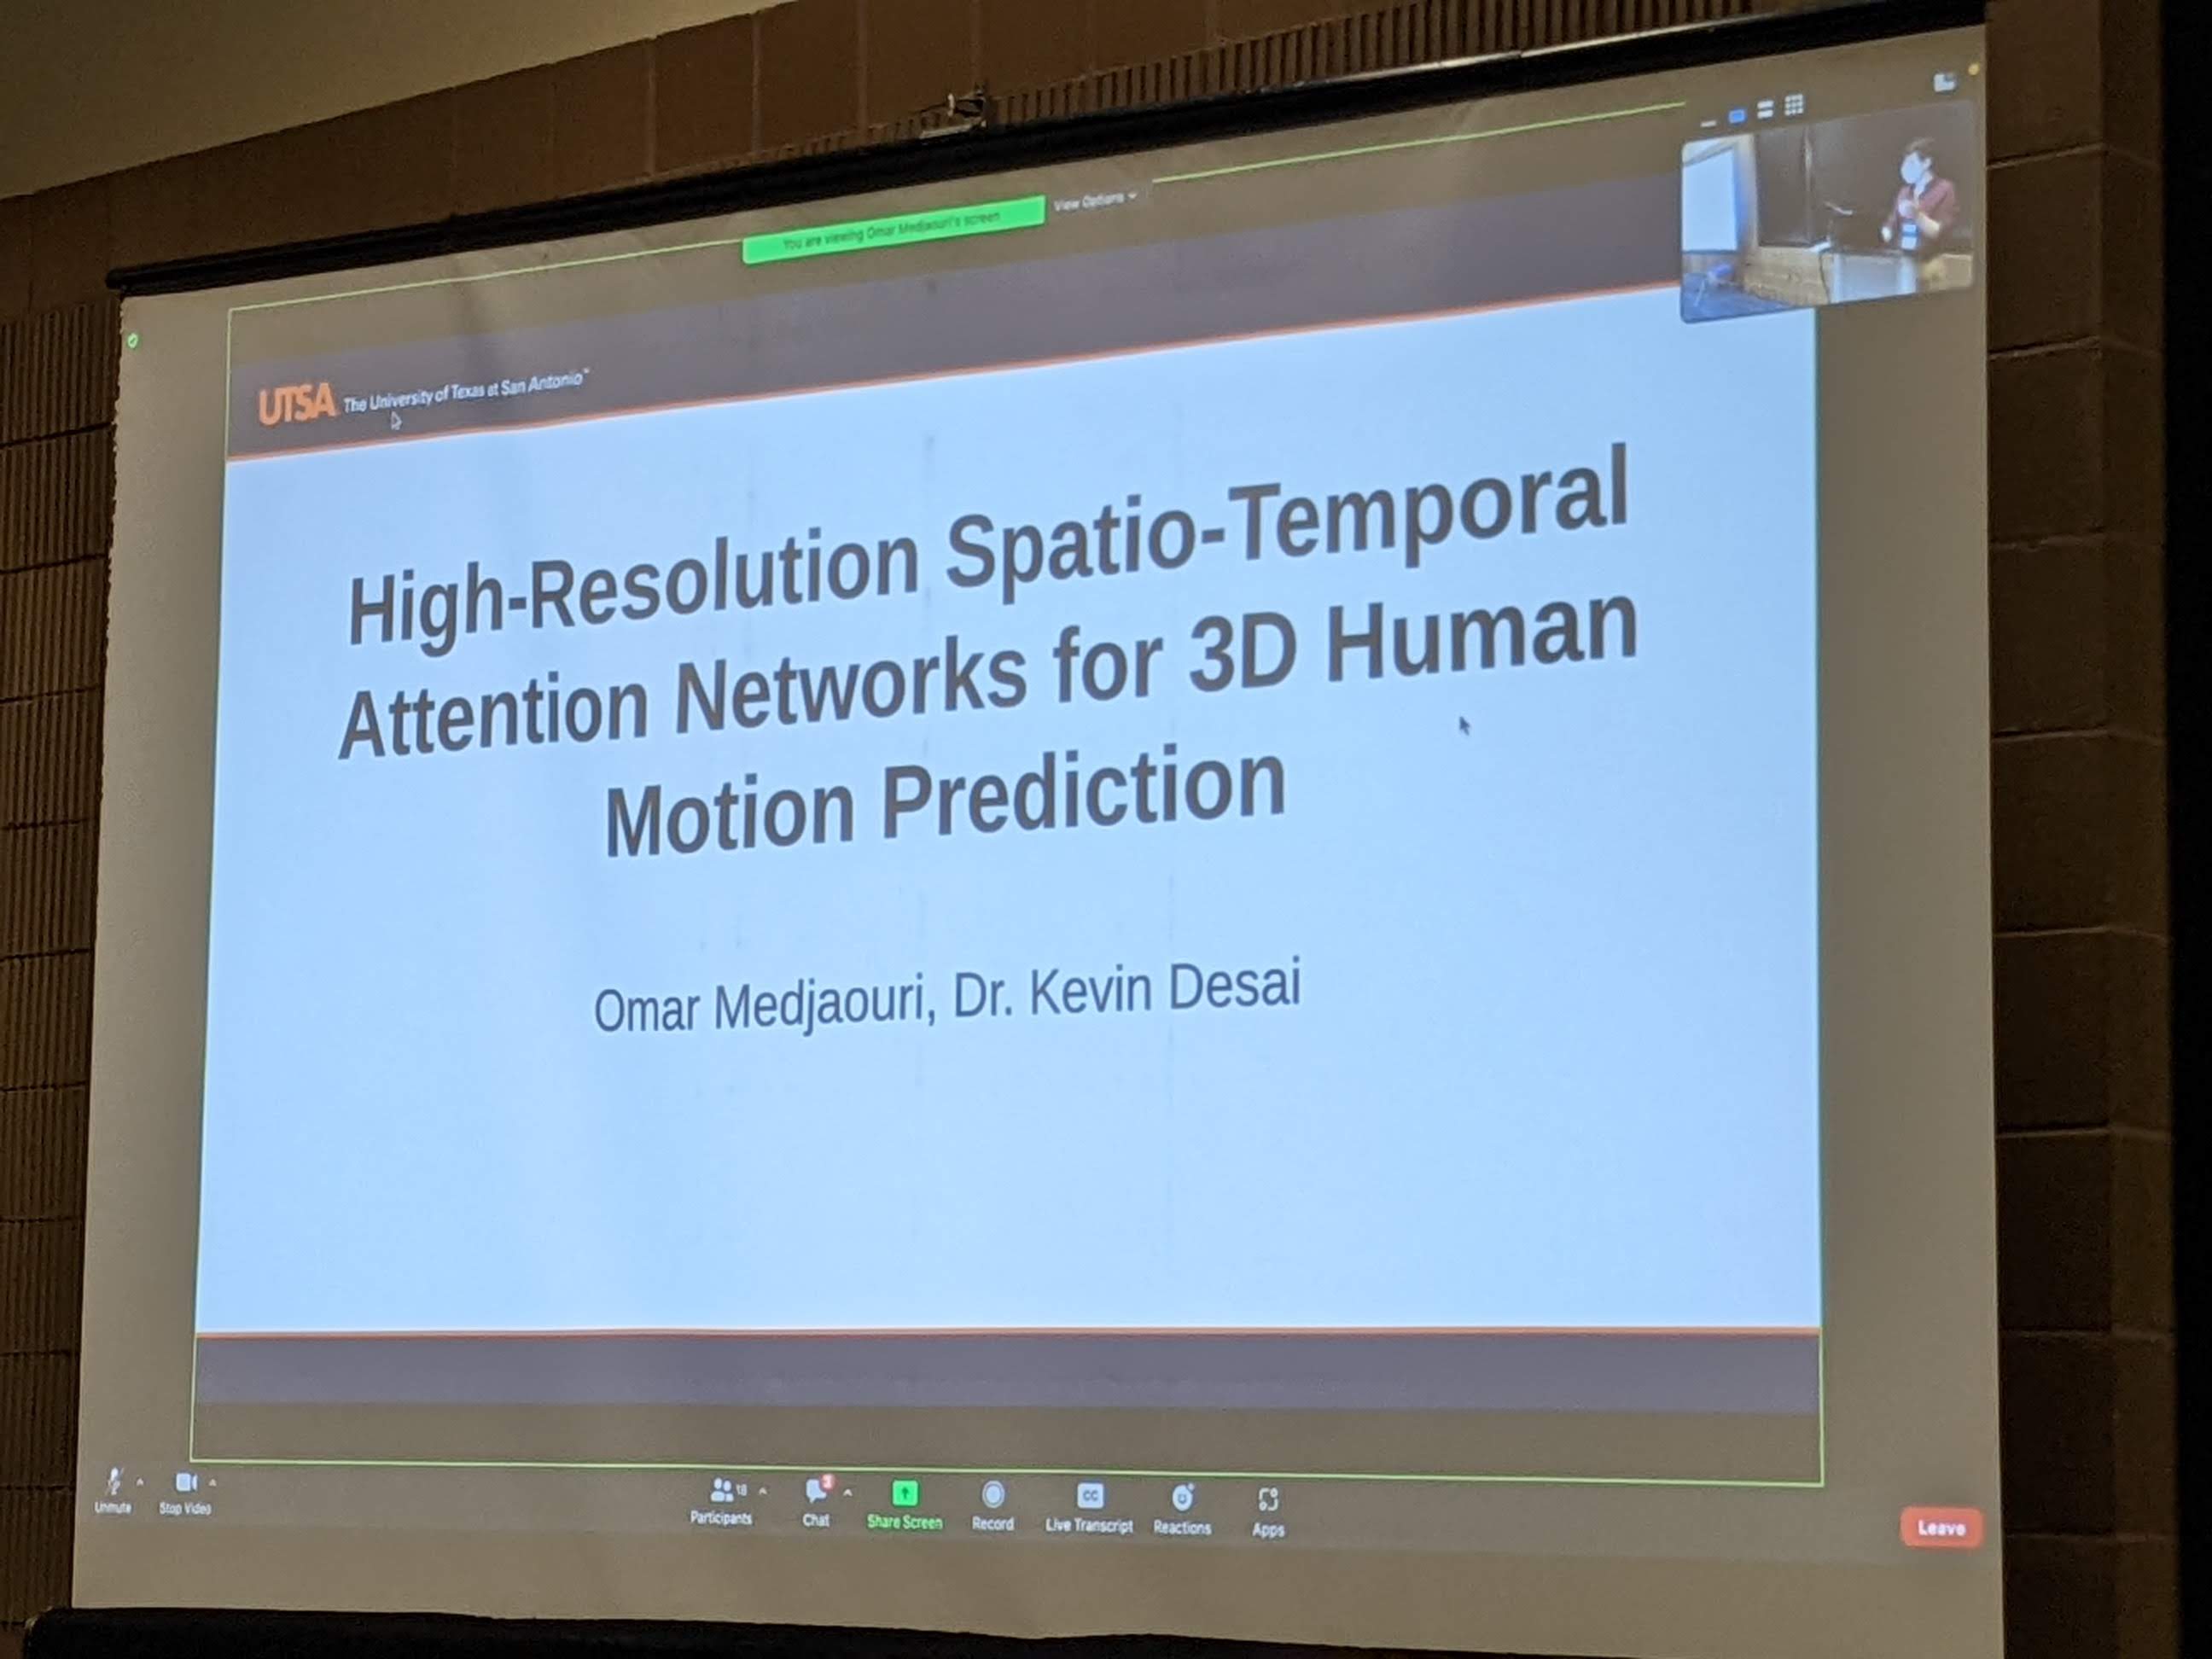 You are viewing Omar Medjaouri's screen
View Options
UTSA The University of Texas at San Antonio™
High-Resolution Spatio-Temporal
Attention Networks for 3D Human
Motion Prediction
Omar Medjaouri, Dr. Kevin Desai
Unmute
Stop Video
18
Participants
3
Chat
Share Screen
Record
CC
Live Transcript
Reactions
Apps
Leave